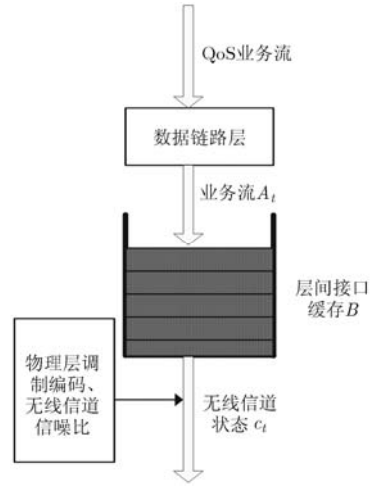 QoS业务流
数据链路层
业务流A_t
层间接口
缓存B
物理层调
制编码、
无线信道
信噪比
无线信道
状态 c_t